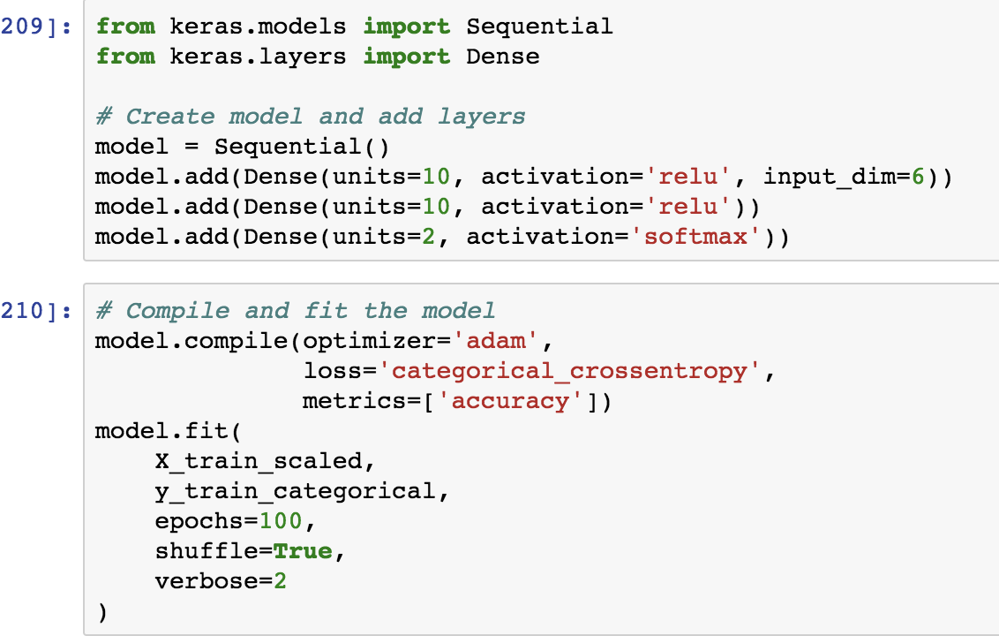 209]:
from keras.models import Sequential
from keras.layers import Dense
# Create model and add layers
model = Sequential()
model.add(Dense(units=10, activation='relu', input_dim=6))
model.add(Dense(units=10, activation='relu'))
model.add(Dense(units=2, activation='softmax'))
210]:
# Compile and fit the model
model.compile(optimizer='adam',
              loss='categorical_crossentropy',
              metrics=['accuracy'])
model.fit(
    X_train_scaled,
    y_train_categorical,
    epochs=100,
    shuffle=True,
    verbose=2
)